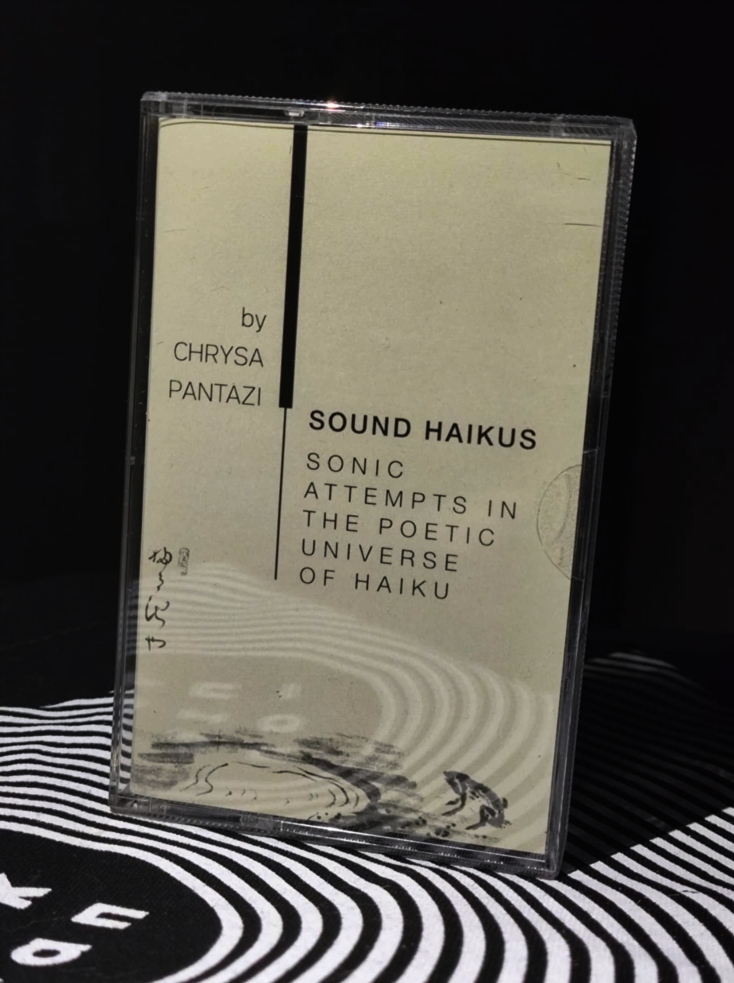 by
CHRYSA
PANTAZI
SOUND HAIKUS
SONIC
ATTEMPTS IN
THE POETIC
UNIVERSE
OF HAIKU